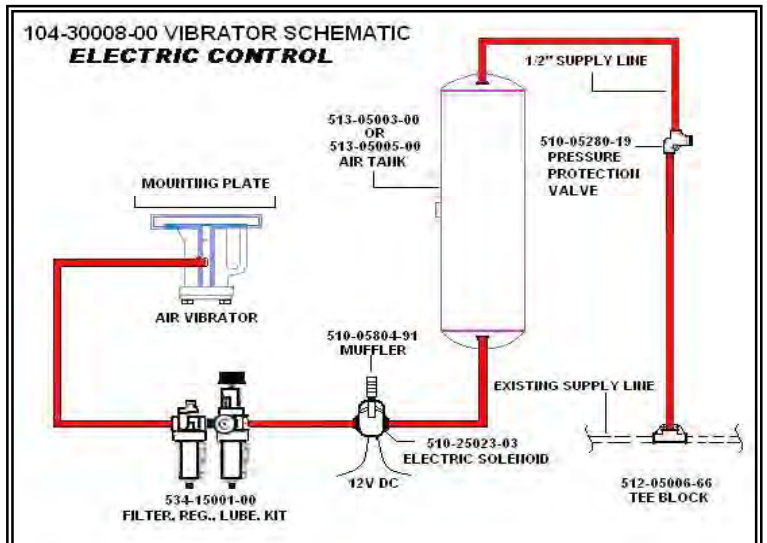 104-30008-00 VIBRATOR SCHEMATIC
ELECTRIC CONTROL
1/2" SUPPLY LINE
513-05003-00
OR
513-05005-00
AIR TANK
510-05280-19
PRESSURE
PROTECTION
VALVE
MOUNTING PLATE
AIR VIBRATOR
510-05804-91
MUFFLER
EXISTING SUPPLY LINE
510-25023-03
ELECTRIC SOLENOID
12V DC
534-15001-00
FILTER, REG., LUBE. KIT
512-05006-66
TEE BLOCK